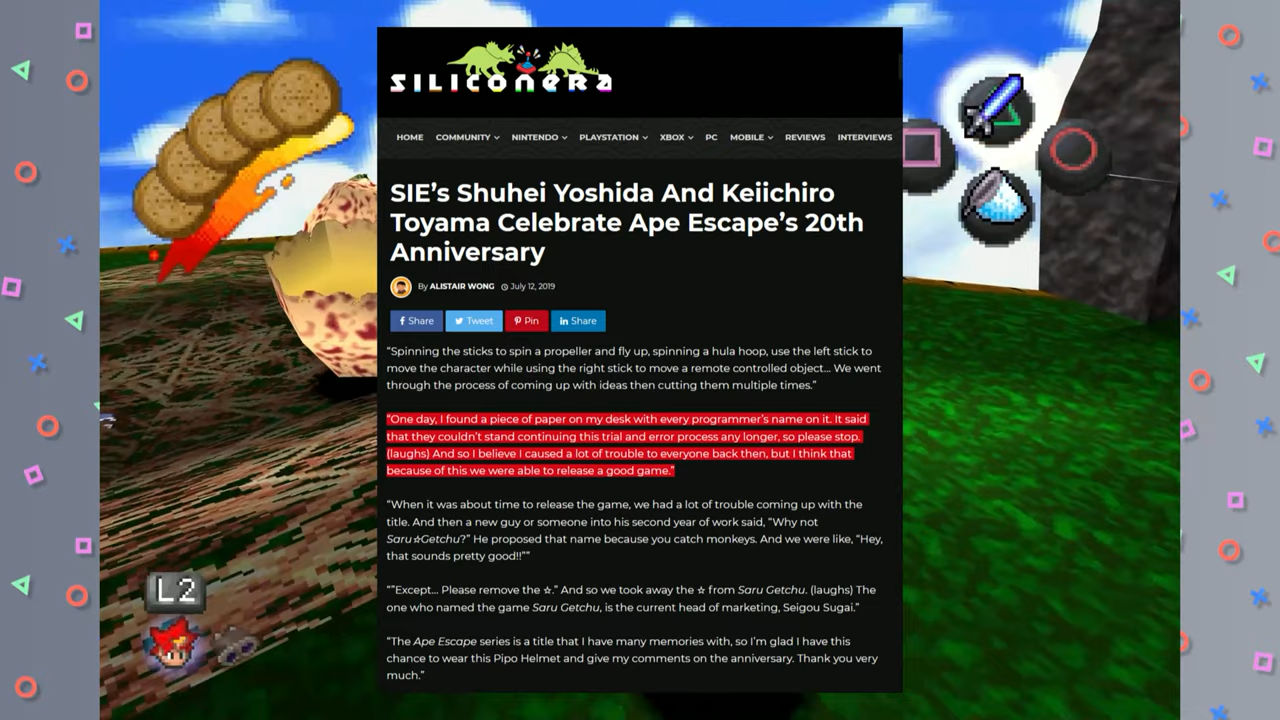 SILICONERA
HOME COMMUNITY NINTENDO PLAYSTATION XBOX PC MOBILE REVIEWS INTERVIEWS
SIE’s Shuhei Yoshida And Keiichiro
Toyama Celebrate Ape Escape’s 20th
Anniversary
By ALISTAIR WONG July 12, 2019
Share Tweet Pin Share
“Spinning the sticks to spin a propeller and fly up, spinning a hula hoop, use the left stick to
move the character while using the right stick to move a remote controlled object… We went
through the process of coming up with ideas then cutting them multiple times.”
“One day, I found a piece of paper on my desk with every programmer’s name on it. It said
that they couldn’t stand continuing this trial and error process any longer, so please stop.
(laughs) And so I believe I caused a lot of trouble to everyone back then, but I think that
because of this we were able to release a good game.”
“When it was about time to release the game, we had a lot of trouble coming up with the
title. And then a new guy or someone into his second year of work said, “Why not
Saru☆Getchu?” He proposed that name because you catch monkeys. And we were like, “Hey,
that sounds pretty good!!””
““Except… Please remove the ☆.” And so we took away the ☆ from Saru Getchu. (laughs) The
one who named the game Saru Getchu, is the current head of marketing, Seigou Sugai.”
“The Ape Escape series is a title that I have many memories with, so I’m glad I have this
chance to wear this Pipo Helmet and give my comments on the anniversary. Thank you very
much.”
L2